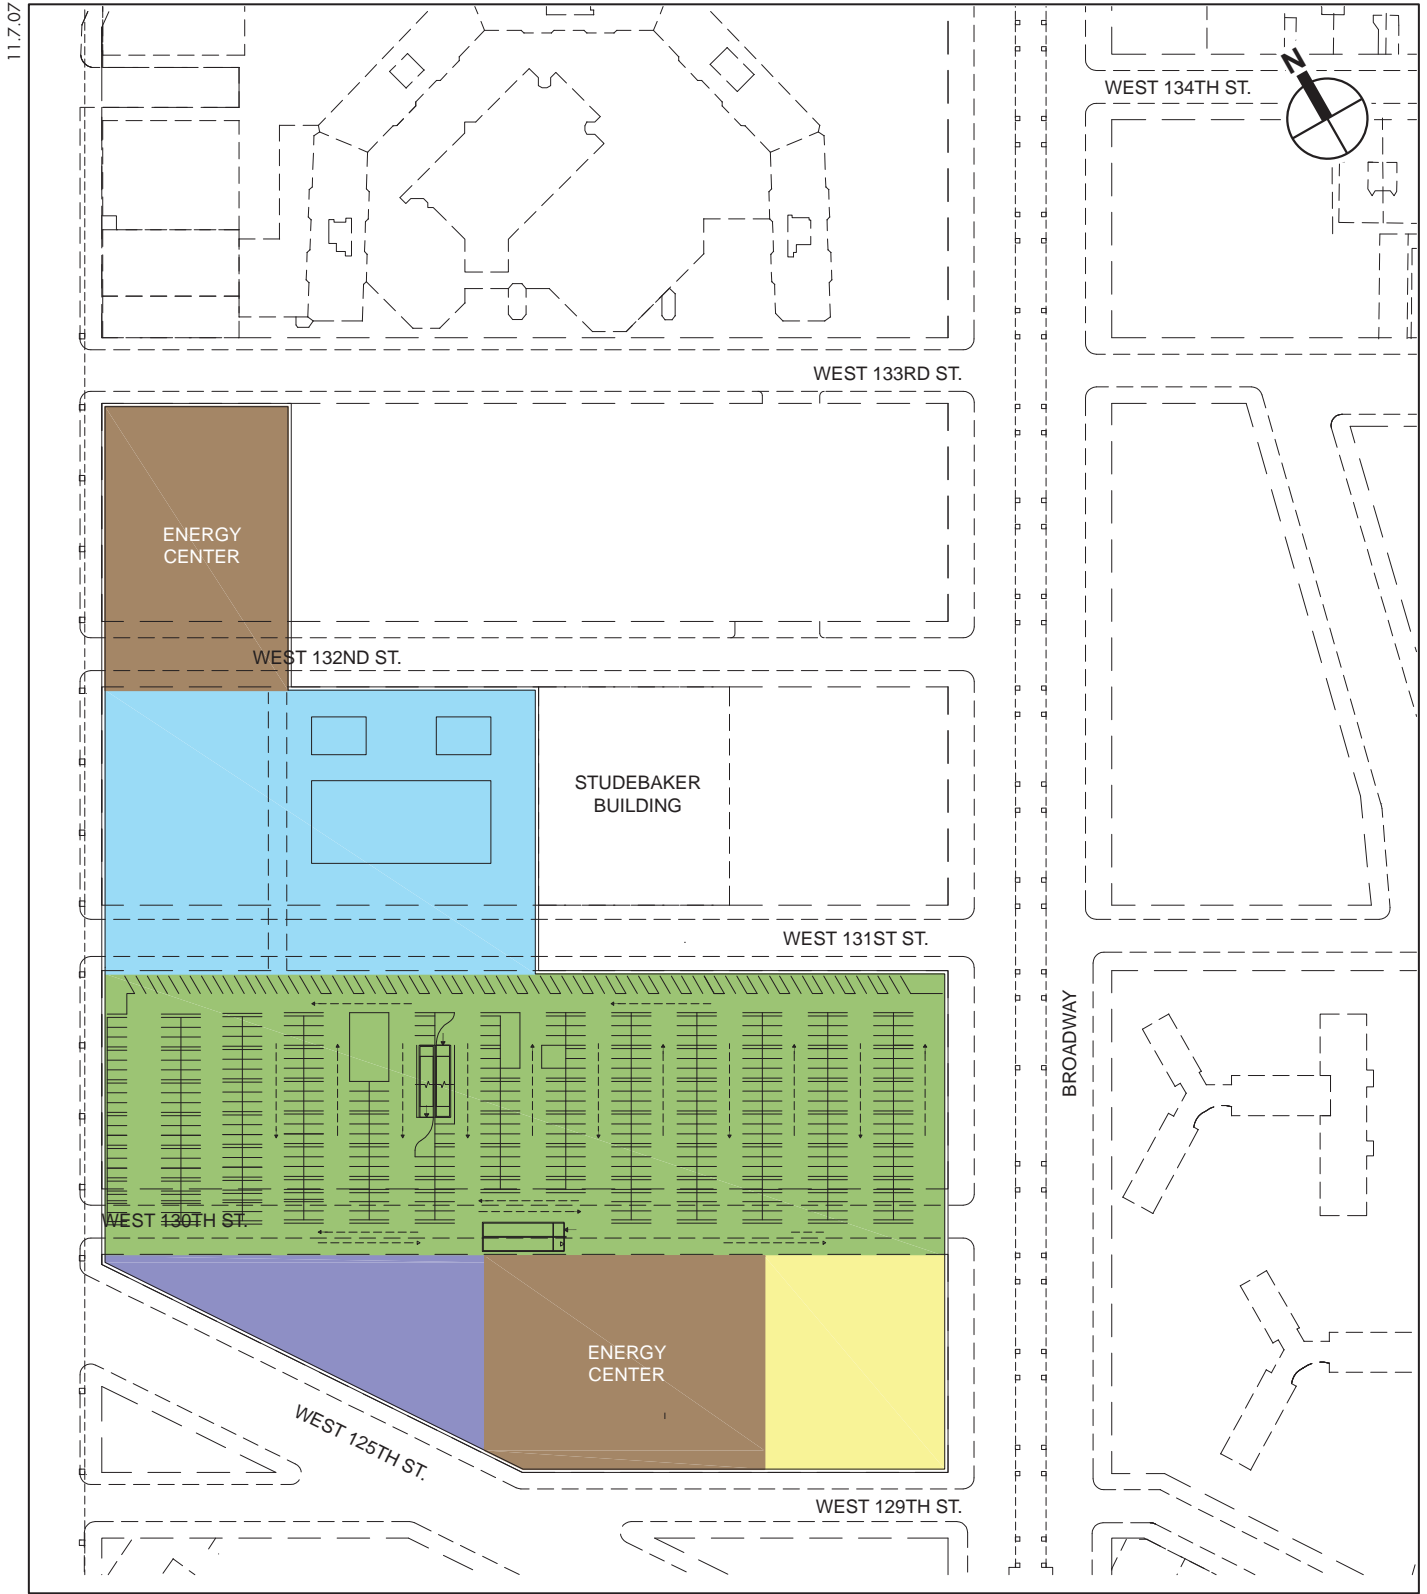 11.7.07
N
WEST 134TH ST.
WEST 133RD ST.
ENERGY
CENTER
WEST 132ND ST.
STUDEBAKER
BUILDING
WEST 131ST ST.
BROADWAY
WEST 130TH ST.
ENERGY
CENTER
WEST 125TH ST.
WEST 129TH ST.